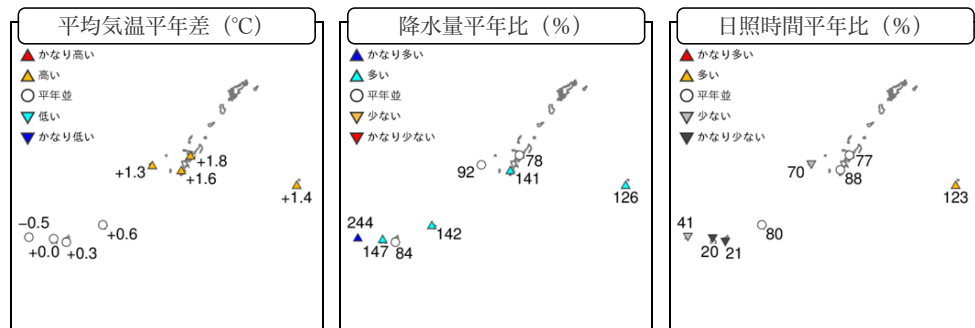 平均気温平年差（℃）
かなり高い
高い
平年並
低い
かなり低い
+1.8
+1.3
+1.6
+1.4
−0.5
+0.6
+0.0
+0.3
降水量平年比（%）
かなり多い
多い
平年並
少ない
かなり少ない
78
92
141
126
244
142
147
84
日照時間平年比（%）
かなり多い
多い
平年並
少ない
かなり少ない
77
70
88
123
41
80
20
21